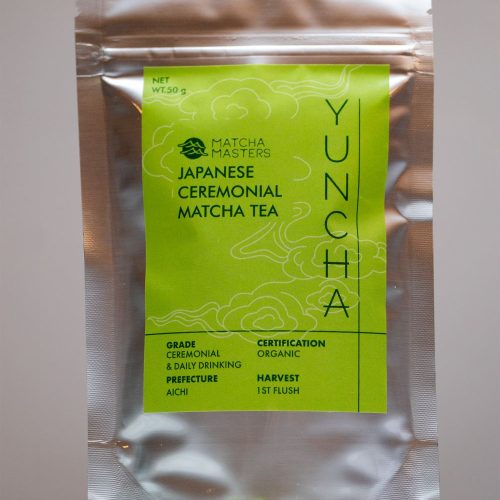 NET
WT.50 g
MATCHA
MASTERS
JAPANESE
CEREMONIAL
MATCHA TEA
YUNCHA
GRADE
CEREMONIAL
& DAILY DRINKING
CERTIFICATION
ORGANIC
PREFECTURE
AICHI
HARVEST
1ST FLUSH